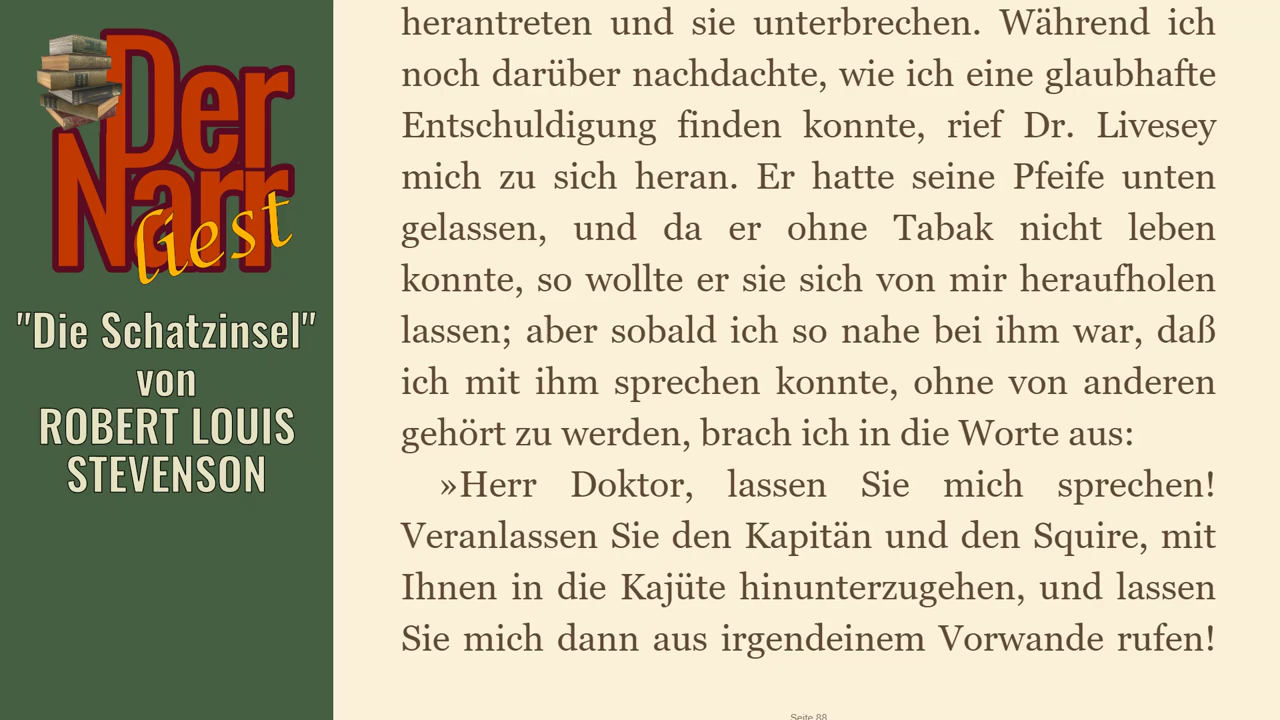 Der
Narr
liest
"Die Schatzinsel"
von
ROBERT LOUIS
STEVENSON
herantreten und sie unterbrechen. Während ich
noch darüber nachdachte, wie ich eine glaubhafte
Entschuldigung finden konnte, rief Dr. Livesey
mich zu sich heran. Er hatte seine Pfeife unten
gelassen, und da er ohne Tabak nicht leben
konnte, so wollte er sie sich von mir heraufholen
lassen; aber sobald ich so nahe bei ihm war, daß
ich mit ihm sprechen konnte, ohne von anderen
gehört zu werden, brach ich in die Worte aus:
»Herr Doktor, lassen Sie mich sprechen!
Veranlassen Sie den Kapitän und den Squire, mit
Ihnen in die Kajüte hinunterzugehen, und lassen
Sie mich dann aus irgendeinem Vorwande rufen!
Seite 88